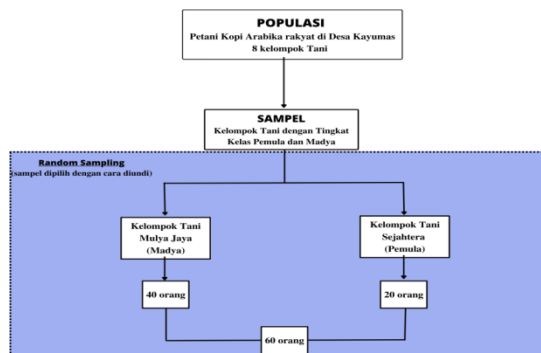 POPULASI
Petani Kopi Arabika rakyat di Desa Kayumas
8 kelompok Tani
SAMPEL
Kelompok Tani dengan Tingkat
Kelas Pemula dan Madya
Random Sampling
(sampel dipilih dengan cara diundi)
Kelompok Tani
Mulya Jaya
(Madya)
Kelompok Tani
Sejahtera
(Pemula)
40 orang
20 orang
60 orang